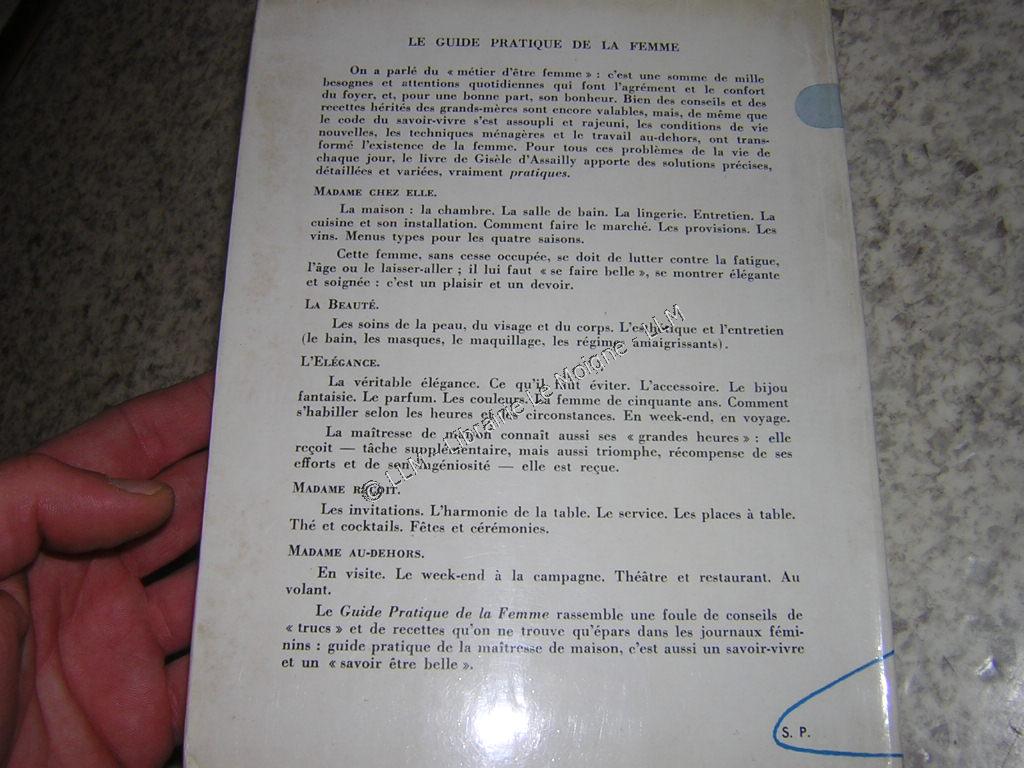 LE GUIDE PRATIQUE DE LA FEMME
On a parlé du « métier d'être femme » : c'est une somme de mille
besognes et attentions quotidiennes qui font l'agrément et le confort
du foyer, et, pour une bonne part, son bonheur. Bien des conseils et des
recettes hérités des grands-mères sont encore valables, mais, de même que
le code du savoir-vivre s'est assoupli et rajeuni, les conditions de vie
nouvelles, les techniques ménagères et le travail au-dehors, ont trans-
formé l'existence de la femme. Pour tous ces problèmes de la vie de
chaque jour, le livre de Gisèle d'Assailly apporte des solutions précises,
détaillées et variées, vraiment pratiques.
MADAME CHEZ ELLE.
La maison : la chambre. La salle de bain. La lingerie. Entretien. La
cuisine et son installation. Comment faire le marché. Les provisions. Les
vins. Menus types pour les quatre saisons.
Cette femme, sans cesse occupée, se doit de lutter contre la fatigue,
l'âge ou le laisser-aller ; il lui faut « se faire belle », se montrer élégante
et soignée : c'est un plaisir et un devoir.
LA BEAUTÉ.
Les soins de la peau, du visage et du corps. L'esthétique et l'entretien
(le bain, les masques, le maquillage, les régimes amaigrissants).
L'ELÉGANCE.
La véritable élégance. Ce qu'il faut éviter. L'accessoire. Le bijou
fantaisie. Le parfum. Les couleurs. La femme de cinquante ans. Comment
s'habiller selon les heures et les circonstances. En week-end, en voyage.
La maîtresse de maison connaît aussi ses « grandes heures » : elle
reçoit — tâche supplémentaire, mais aussi triomphe, récompense de ses
efforts et de son ingéniosité — elle est reçue.
MADAME REÇOIT.
Les invitations. L'harmonie de la table. Le service. Les places à table.
Thé et cocktails. Fêtes et cérémonies.
MADAME AU-DEHORS.
En visite. Le week-end à la campagne. Théâtre et restaurant. Au
volant.
Le Guide Pratique de la Femme rassemble une foule de conseils de
« trucs » et de recettes qu'on ne trouve qu'épars dans les journaux fémi-
nins : guide pratique de la maîtresse de maison, c'est aussi un savoir-vivre
et un « savoir être belle ».
S. P.
© LLM - Librairie Le Moigne - LLM